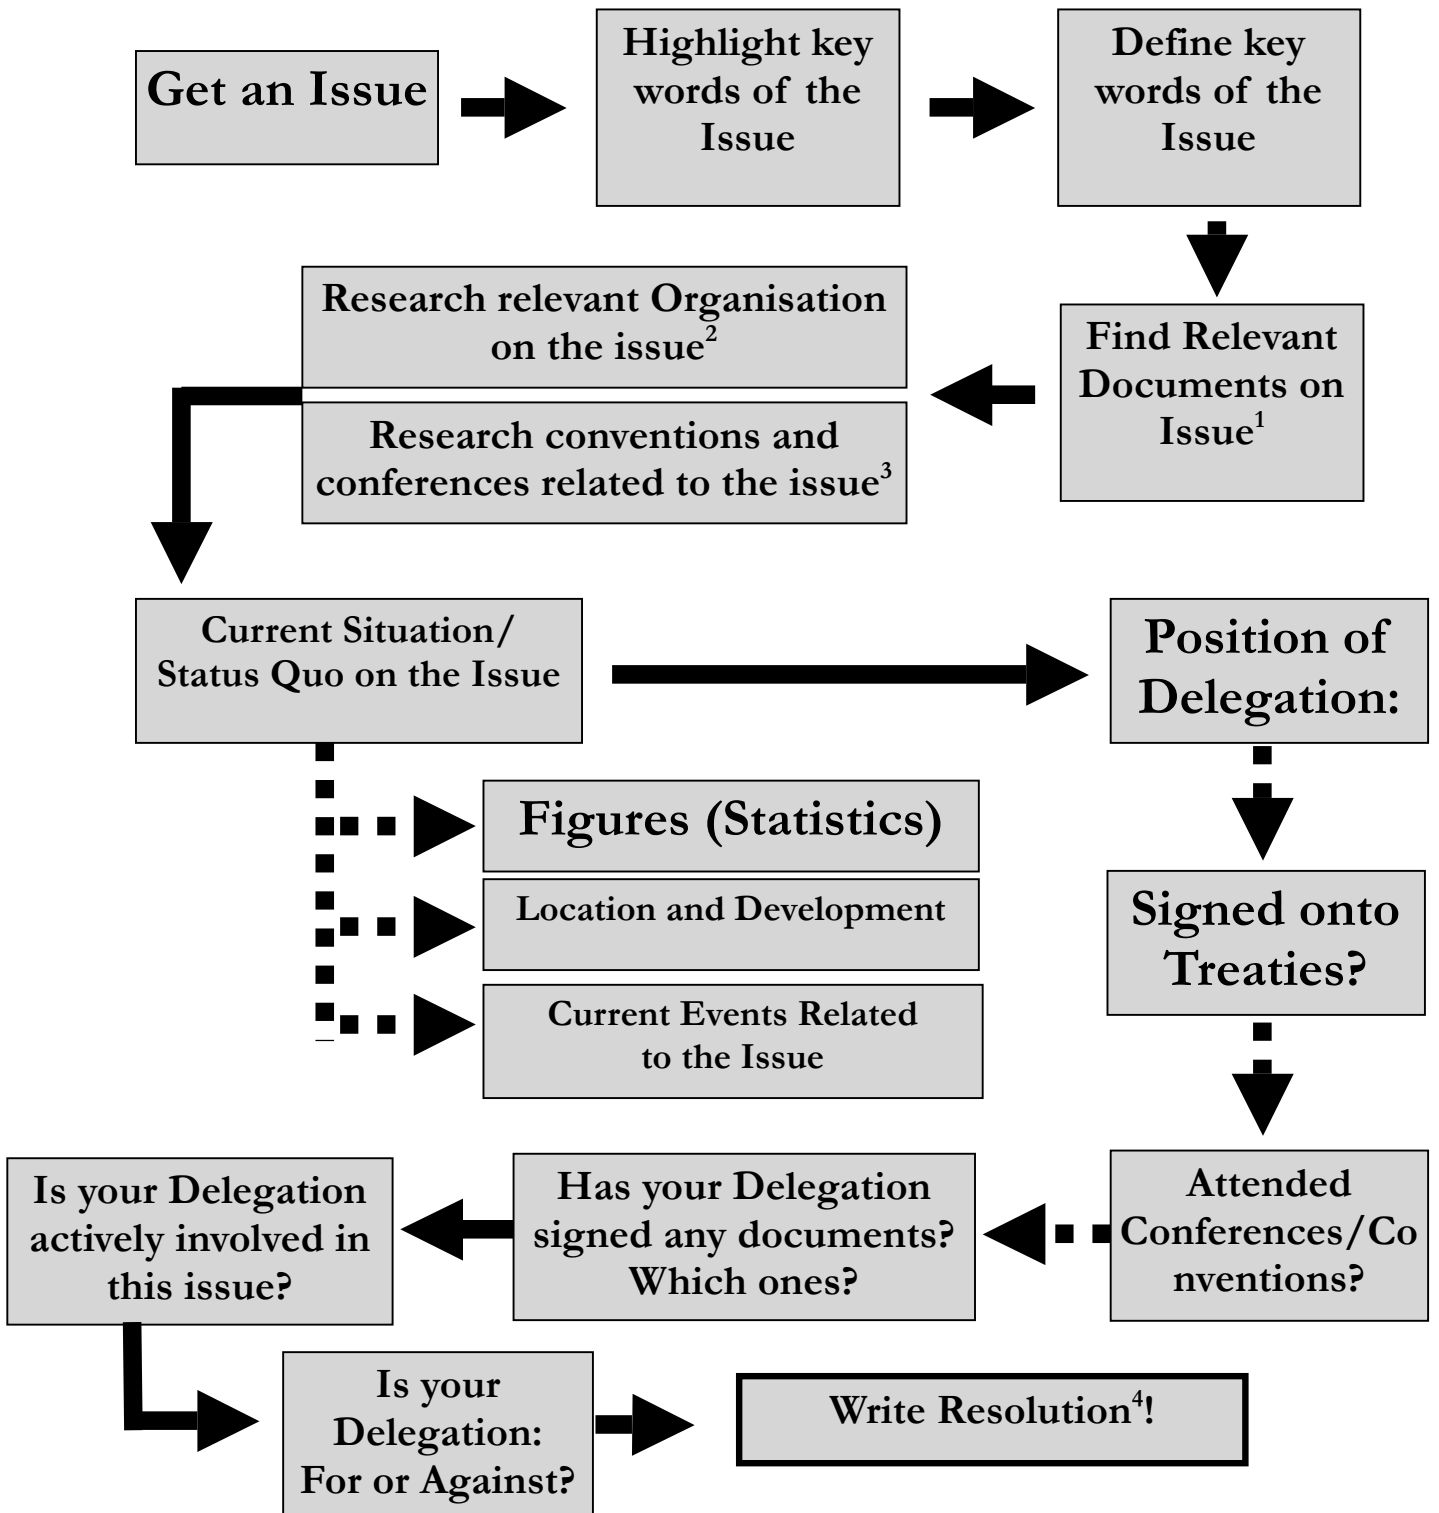 Get an Issue
Highlight key
words of the
Issue
Define key
words of the
Issue
Find Relevant
Documents on
Issue1
Research relevant Organisation
on the issue2
Research conventions and
conferences related to the issue3
Current Situation/
Status Quo on the Issue
Figures (Statistics)
Location and Development
Current Events Related
to the Issue
Position of
Delegation:
Signed onto
Treaties?
Attended
Conferences/Co
nventions?
Has your Delegation
signed any documents?
Which ones?
Is your Delegation
actively involved in
this issue?
Is your
Delegation:
For or Against?
Write Resolution4!